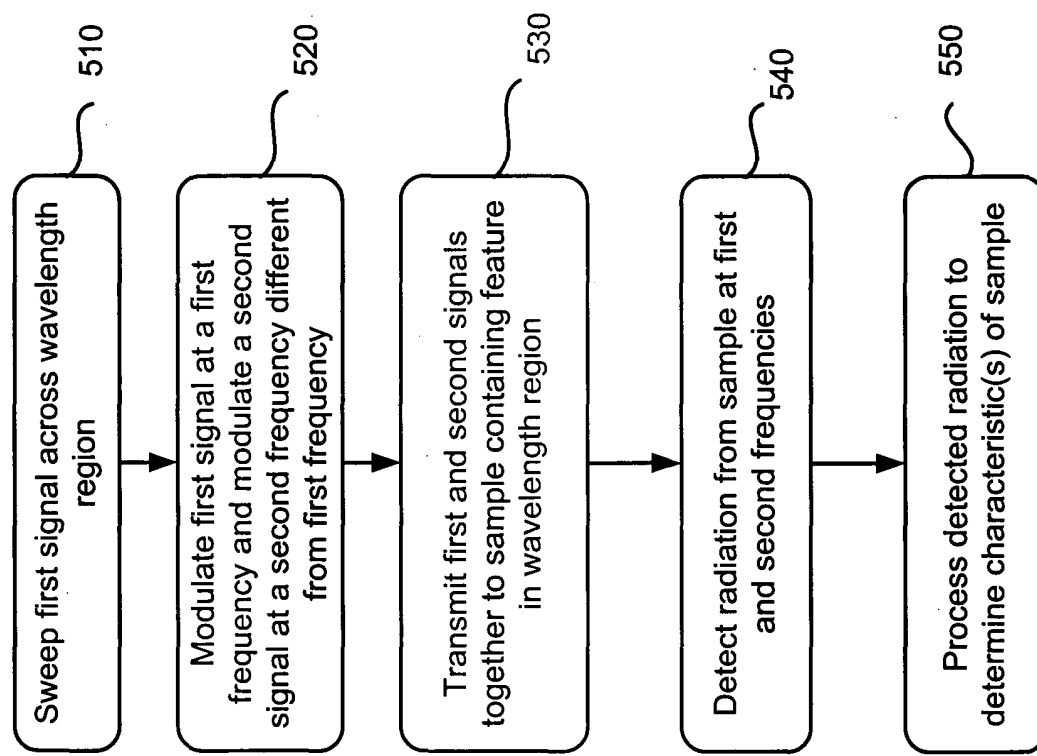 Sweep first signal across wavelength
region
510
Modulate first signal at a first
frequency and modulate a second
signal at a second frequency different
from first frequency
520
Transmit first and second signals
together to sample containing feature
in wavelength region
530
Detect radiation from sample at first
and second frequencies
540
Process detected radiation to
determine characteristic(s) of sample
550